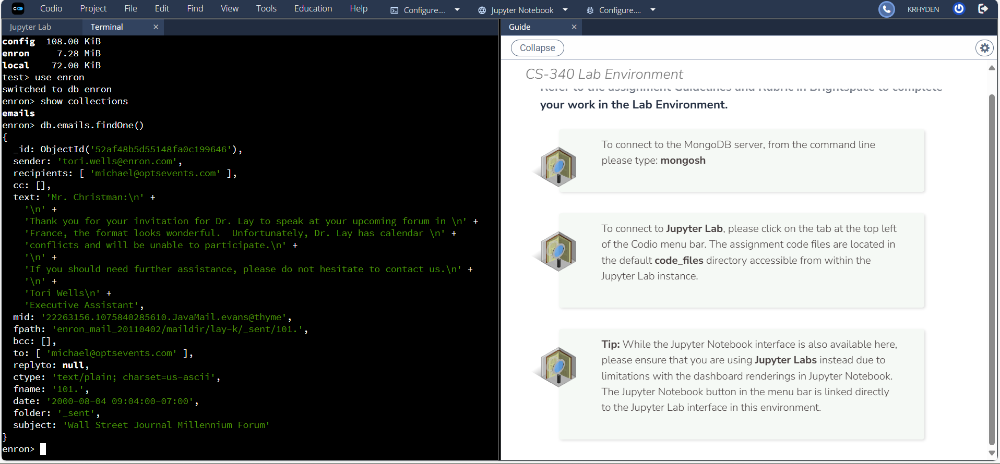 Codio Project File Edit Find View Tools Education Help Configure.... Jupyter Notebook Configure.... KRHYDEN
Jupyter Lab Terminal ×
config  108.00 KiB
enron     7.28 MiB
local    72.00 KiB
test> use enron
switched to db enron
enron> show collections
emails
enron> db.emails.findOne()
{
  _id: ObjectId('52af48b5d55148fa0c199646'),
  sender: 'tori.wells@enron.com',
  recipients: [ 'michael@optsevents.com' ],
  cc: [],
  text: 'Mr. Christman:\n' +
    '\n' +
    'Thank you for your invitation for Dr. Lay to speak at your upcoming forum in \n' +
    'France, the format looks wonderful.  Unfortunately, Dr. Lay has calendar \n' +
    'conflicts and will be unable to participate.\n' +
    '\n' +
    'If you should need further assistance, please do not hesitate to contact us.\n' +
    '\n' +
    'Tori Wells\n' +
    'Executive Assistant',
  mid: '22263156.1075840285610.JavaMail.evans@thyme',
  fpath: 'enron_mail_20110402/maildir/lay-k/_sent/101.',
  bcc: [],
  to: [ 'michael@optsevents.com' ],
  replyto: null,
  ctype: 'text/plain; charset=us-ascii',
  fname: '101.',
  date: '2000-08-04 09:04:00-07:00',
  folder: '_sent',
  subject: 'Wall Street Journal Millennium Forum'
}
enron>
Guide ×
Collapse
CS-340 Lab Environment
Refer to the assignment Guidelines and Rubric in Brightspace to complete
your work in the Lab Environment.
To connect to the MongoDB server, from the command line
please type: mongosh
To connect to Jupyter Lab, please click on the tab at the top left
of the Codio menu bar. The assignment code files are located in
the default code_files directory accessible from within the
Jupyter Lab instance.
Tip: While the Jupyter Notebook interface is also available here,
please ensure that you are using Jupyter Labs instead due to
limitations with the dashboard renderings in Jupyter Notebook.
The Jupyter Notebook button in the menu bar is linked directly
to the Jupyter Lab interface in this environment.